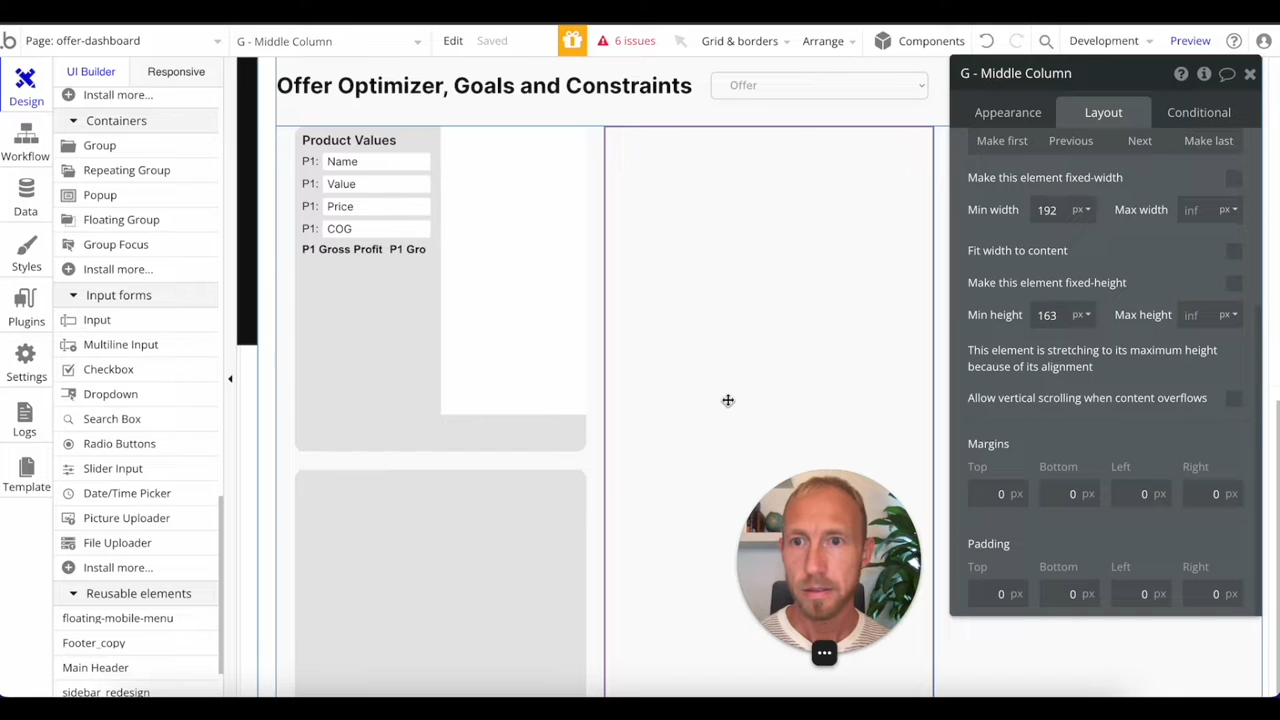 Page: offer-dashboard
G - Middle Column
Edit
Saved
6 issues
Grid & borders
Arrange
Components
Development
Preview
UI Builder
Responsive
Design
Workflow
Data
Styles
Plugins
Settings
Logs
Template
Install more...
Containers
Group
Repeating Group
Popup
Floating Group
Group Focus
Install more...
Input forms
Input
Multiline Input
Checkbox
Dropdown
Search Box
Radio Buttons
Slider Input
Date/Time Picker
Picture Uploader
File Uploader
Install more...
Reusable elements
floating-mobile-menu
Footer_copy
Main Header
sidebar_redesign
Offer Optimizer, Goals and Constraints
Offer
Product Values
P1: Name
P1: Value
P1: Price
P1: COG
P1 Gross Profit P1 Gro
G - Middle Column
Appearance
Layout
Conditional
Make first
Previous
Next
Make last
Make this element fixed-width
Min width 192 px Max width inf px
Fit width to content
Make this element fixed-height
Min height 163 px Max height inf px
This element is stretching to its maximum height
because of its alignment
Allow vertical scrolling when content overflows
Margins
Top Bottom Left Right
0 px 0 px 0 px 0 px
Padding
Top Bottom Left Right
0 px 0 px 0 px 0 px